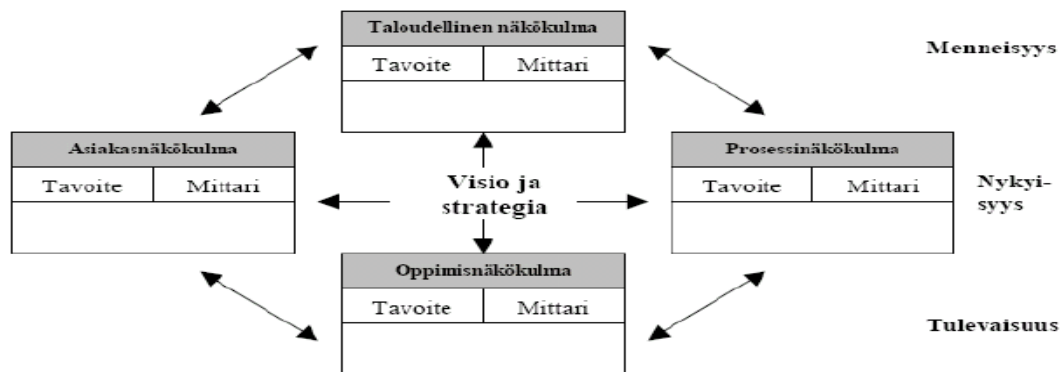 Taloudellinen näkökulma
Tavoite Mittari
Menneisyys
Asiakasnäkökulma
Tavoite Mittari
Visio ja
strategia
Prosessinäkökulma
Tavoite Mittari
Nykyi-
syys
Oppimisnäkökulma
Tavoite Mittari
Tulevaisuus